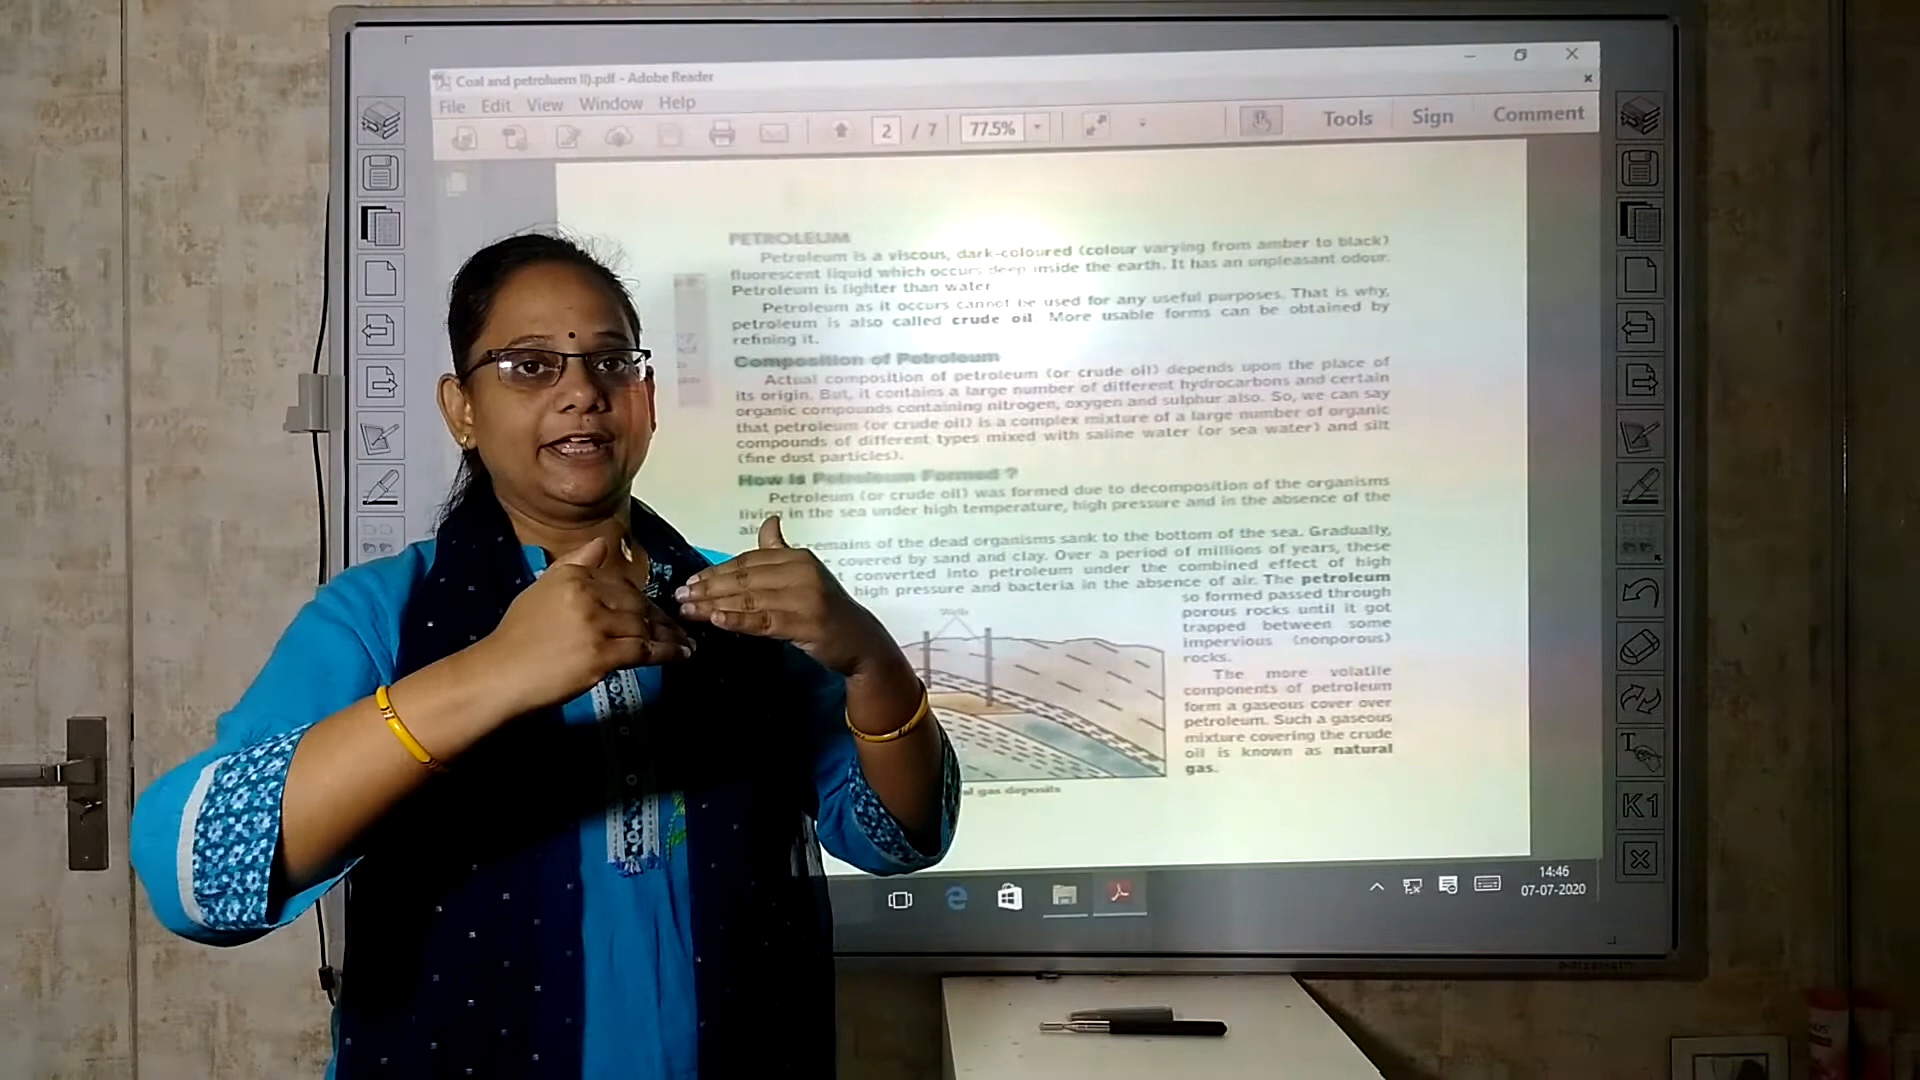 Coal and petroluem II).pdf - Adobe Reader
File Edit View Window Help
2 / 7 77.5% Tools Sign Comment
PETROLEUM
Petroleum is a viscous, dark-coloured (colour varying from amber to black)
fluorescent liquid which occurs deep inside the earth. It has an unpleasant odour.
Petroleum is lighter than water
Petroleum as it occurs cannot be used for any useful purposes. That is why,
petroleum is also called crude oil. More usable forms can be obtained by
refining it.
Composition of Petroleum
Actual composition of petroleum (or crude oil) depends upon the place of
its origin. But, it contains a large number of different hydrocarbons and certain
organic compounds containing nitrogen, oxygen and sulphur also. So, we can say
that petroleum (or crude oil) is a complex mixture of a large number of organic
compounds of different types mixed with saline water (or sea water) and silt
(fine dust particles).
How is Petroleum Formed ?
Petroleum (or crude oil) was formed due to decomposition of the organisms
living in the sea under high temperature, high pressure and in the absence of the
remains of the dead organisms sank to the bottom of the sea. Gradually,
covered by sand and clay. Over a period of millions of years, these
converted into petroleum under the combined effect of high
high pressure and bacteria in the absence of air. The petroleum
so formed passed through
porous rocks until it got
trapped between some
impervious (nonporous)
rocks.
The more volatile
components of petroleum
form a gaseous cover over
petroleum. Such a gaseous
mixture covering the crude
oil is known as natural
gas.
Wells
gas deposits
K1
14:46
07-07-2020